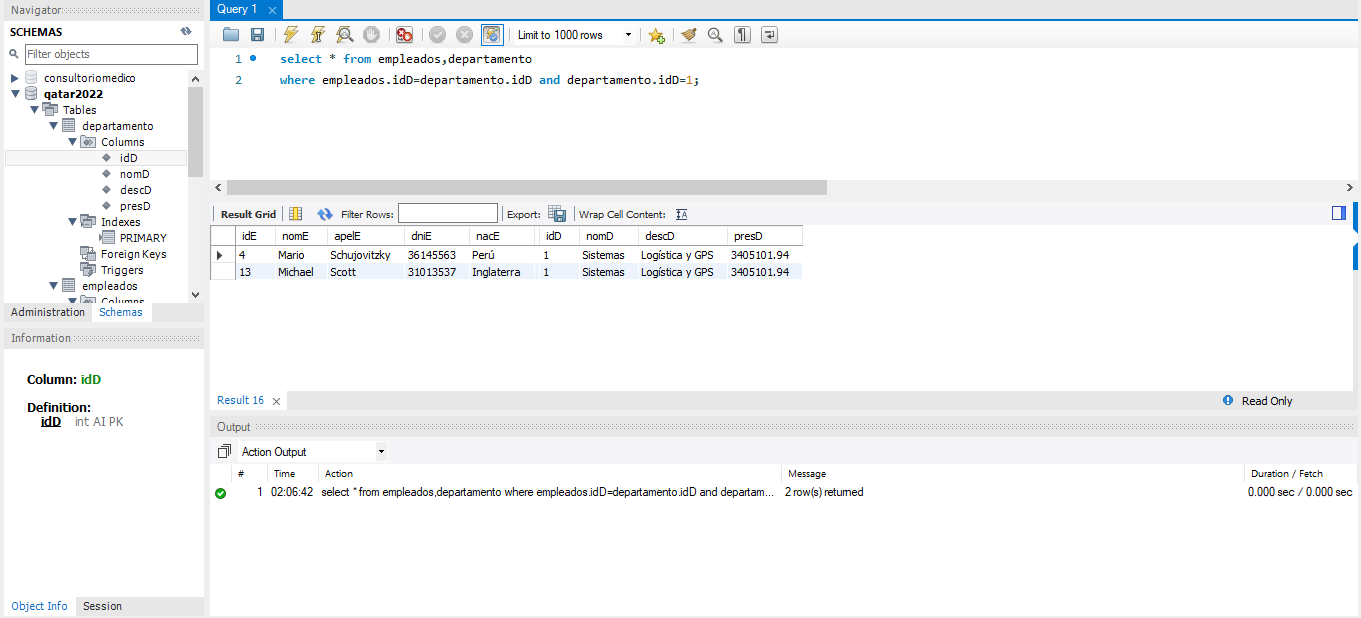 Navigator
SCHEMAS
Filter objects
consultoriomedico
qatar2022
Tables
departamento
Columns
idD
nomD
descD
presD
Indexes
PRIMARY
Foreign Keys
Triggers
empleados
Columns
Administration Schemas
Information
Column: idD
Definition:
idD int AI PK
Object Info Session
Query 1
Limit to 1000 rows
1 select * from empleados,departamento
2 where empleados.idD=departamento.idD and departamento.idD=1;
Result Grid Filter Rows: Export: Wrap Cell Content:
idE nomE apelE dniE nacE idD nomD descD presD
4 Mario Schujovitzky 36145563 Perú 1 Sistemas Logística y GPS 3405101.94
13 Michael Scott 31013537 Inglaterra 1 Sistemas Logística y GPS 3405101.94
Result 16 Read Only
Output
Action Output
# Time Action Message Duration / Fetch
1 02:06:42 select * from empleados,departamento where empleados.idD=departamento.idD and departam... 2 row(s) returned 0.000 sec / 0.000 sec